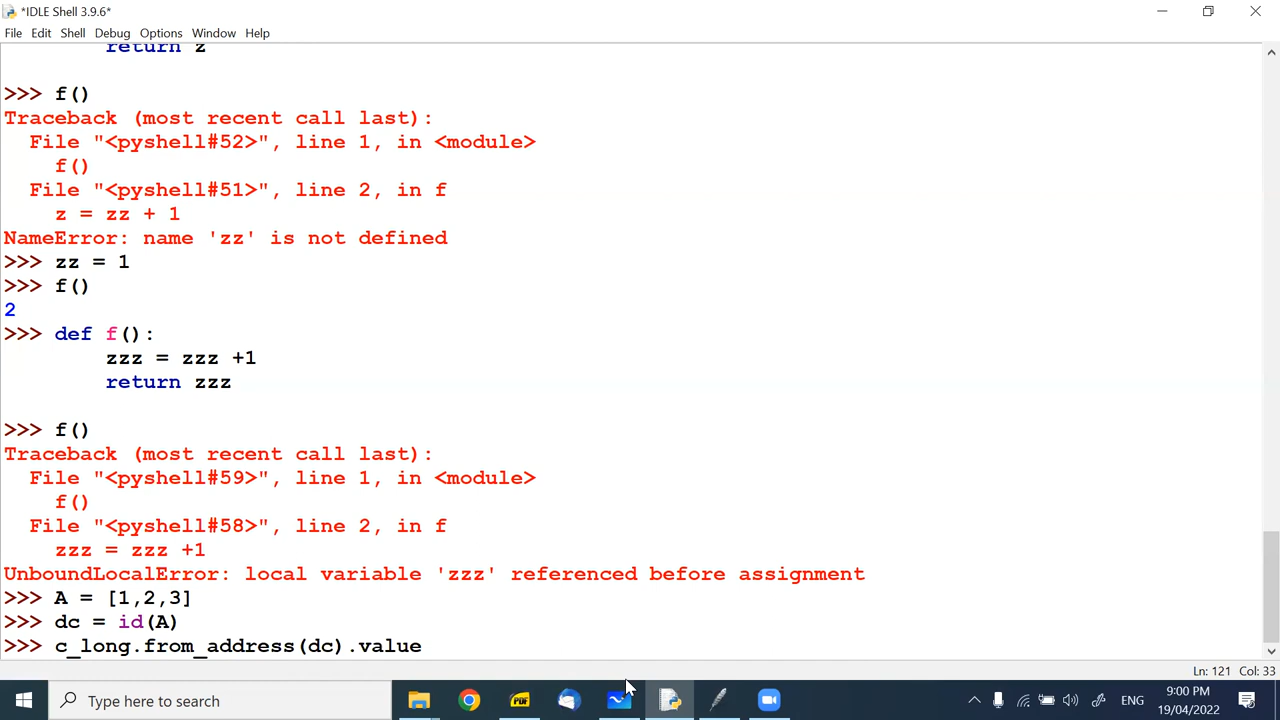 *IDLE Shell 3.9.6*
File Edit Shell Debug Options Window Help
return z
>>> f()
Traceback (most recent call last):
  File "<pyshell#52>", line 1, in <module>
    f()
  File "<pyshell#51>", line 2, in f
    z = zz + 1
NameError: name 'zz' is not defined
>>> zz = 1
>>> f()
2
>>> def f():
        zzz = zzz +1
        return zzz
>>> f()
Traceback (most recent call last):
  File "<pyshell#59>", line 1, in <module>
    f()
  File "<pyshell#58>", line 2, in f
    zzz = zzz +1
UnboundLocalError: local variable 'zzz' referenced before assignment
>>> A = [1,2,3]
>>> dc = id(A)
>>> c_long.from_address(dc).value
Ln: 121 Col: 33
Type here to search
PDF
ENG
9:00 PM
19/04/2022